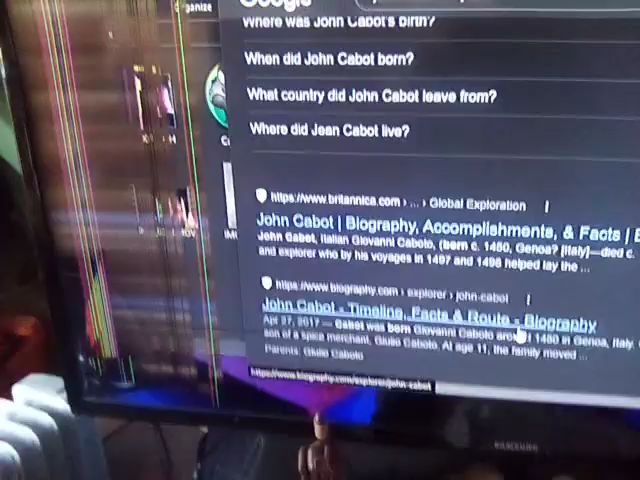 Organize
Google
Where was John Cabot's birth?
When did John Cabot born?
What country did John Cabot leave from?
Where did Jean Cabot live?
https://www.britannica.com › ... › Global Exploration
John Cabot | Biography, Accomplishments, & Facts |
John Cabot, Italian Giovanni Caboto, (born c. 1450, Genoa? [Italy]—died c.
and explorer who by his voyages in 1497 and 1498 helped lay the ...
https://www.biography.com › explorer › john-cabot
John Cabot - Timeline, Facts & Route - Biography
Apr 27, 2017 — Cabot was born Giovanni Caboto 1450 in Genoa, Italy.
son of a spice merchant, Giulio Caboto. At age 11, the family moved ...
Parents: Giulio Caboto
https://www.biography.com/explorer/john-cabot
SAMSUNG